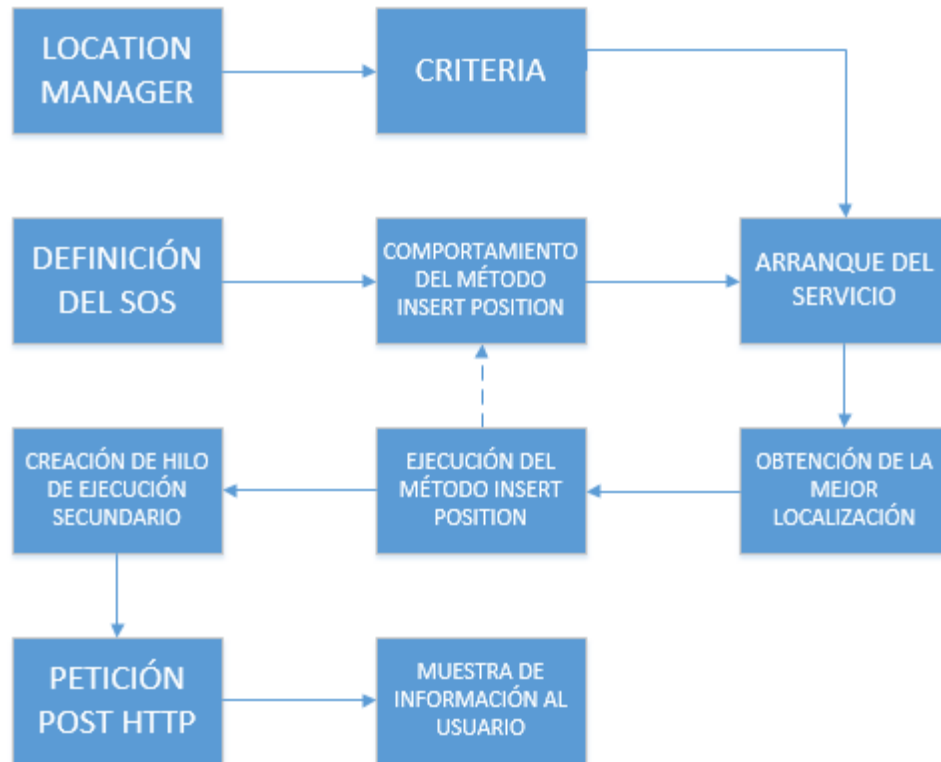 LOCATION
MANAGER
CRITERIA
DEFINICIÓN
DEL SOS
COMPORTAMIENTO
DEL MÉTODO
INSERT POSITION
ARRANQUE DEL
SERVICIO
CREACIÓN DE HILO
DE EJECUCIÓN
SECUNDARIO
EJECUCIÓN DEL
MÉTODO INSERT
POSITION
OBTENCIÓN DE LA
MEJOR
LOCALIZACIÓN
PETICIÓN
POST HTTP
MUESTRA DE
INFORMACIÓN AL
USUARIO